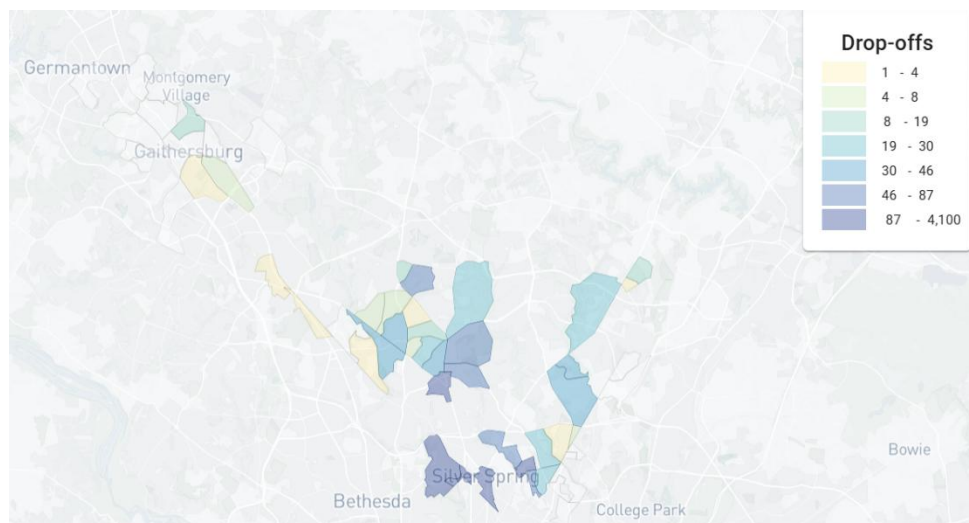 Drop-offs
1 - 4
4 - 8
8 - 19
19 - 30
30 - 46
46 - 87
87 - 4,100
Germantown
Montgomery
Village
Gaithersburg
Bowie
Silver Spring
Bethesda
College Park